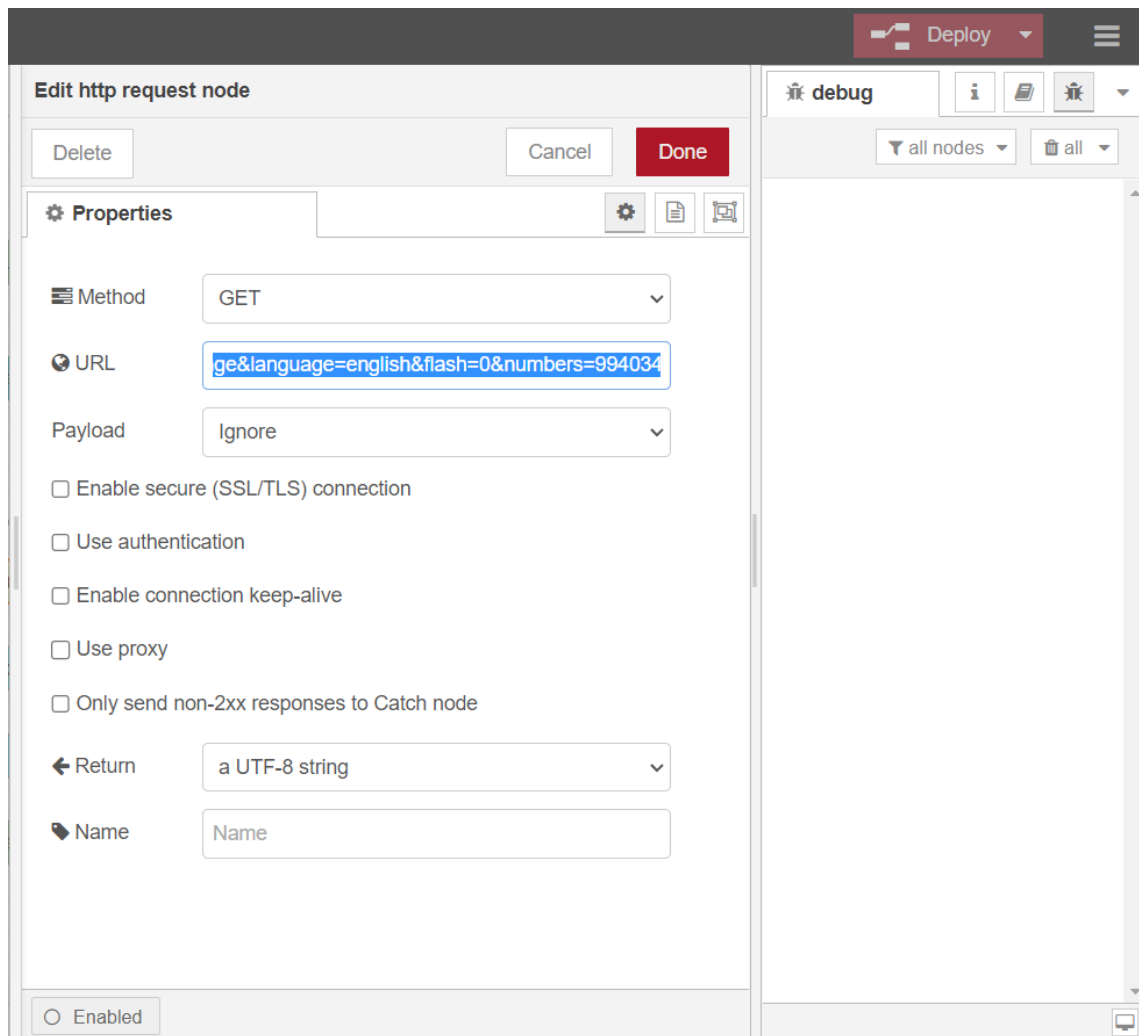 Deploy
Edit http request node
debug
Delete
Cancel
Done
all nodes
all
Properties
Method
GET
URL
ge&language=english&flash=0&numbers=994034
Payload
Ignore
Enable secure (SSL/TLS) connection
Use authentication
Enable connection keep-alive
Use proxy
Only send non-2xx responses to Catch node
Return
a UTF-8 string
Name
Name
Enabled